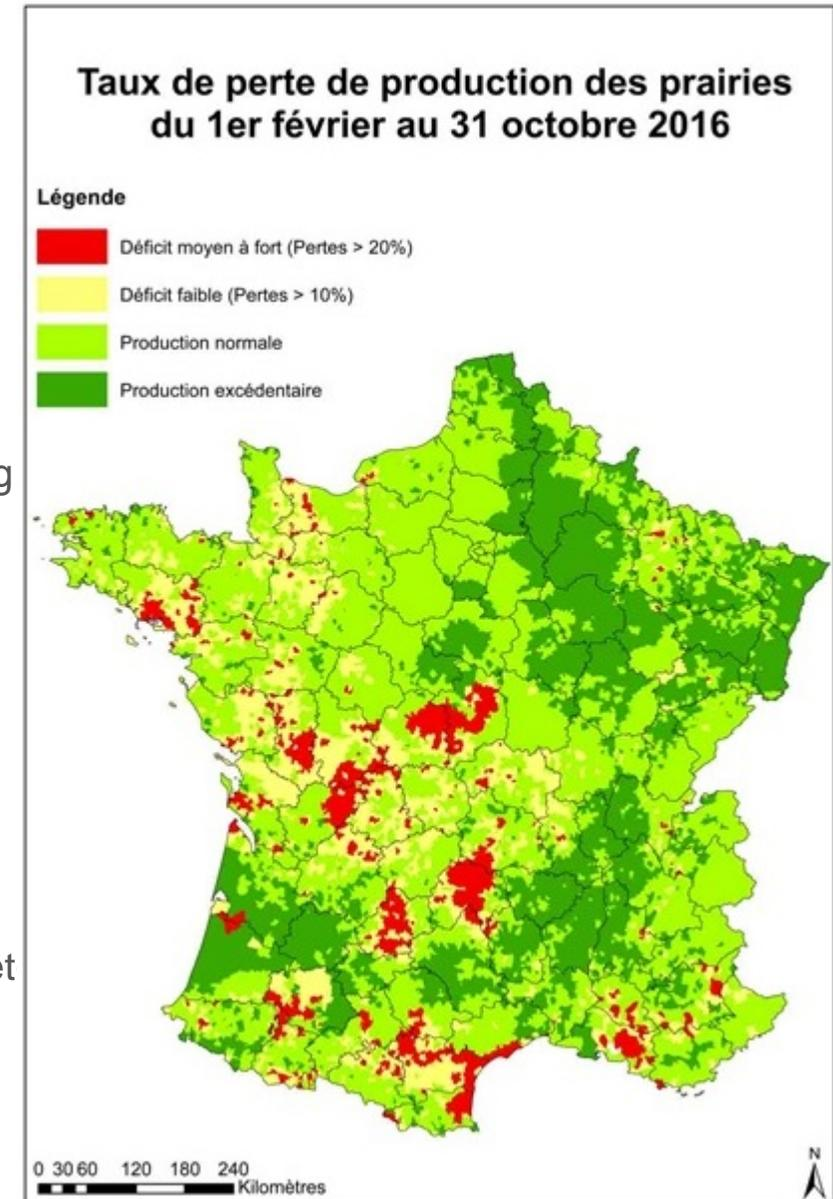 Taux de perte de production des prairies
du 1er février au 31 octobre 2016
Légende
Déficit moyen à fort (Pertes > 20%)
Déficit faible (Pertes > 10%)
Production normale
Production excédentaire
g
et
0 30 60 120 180 240
Kilomètres
N